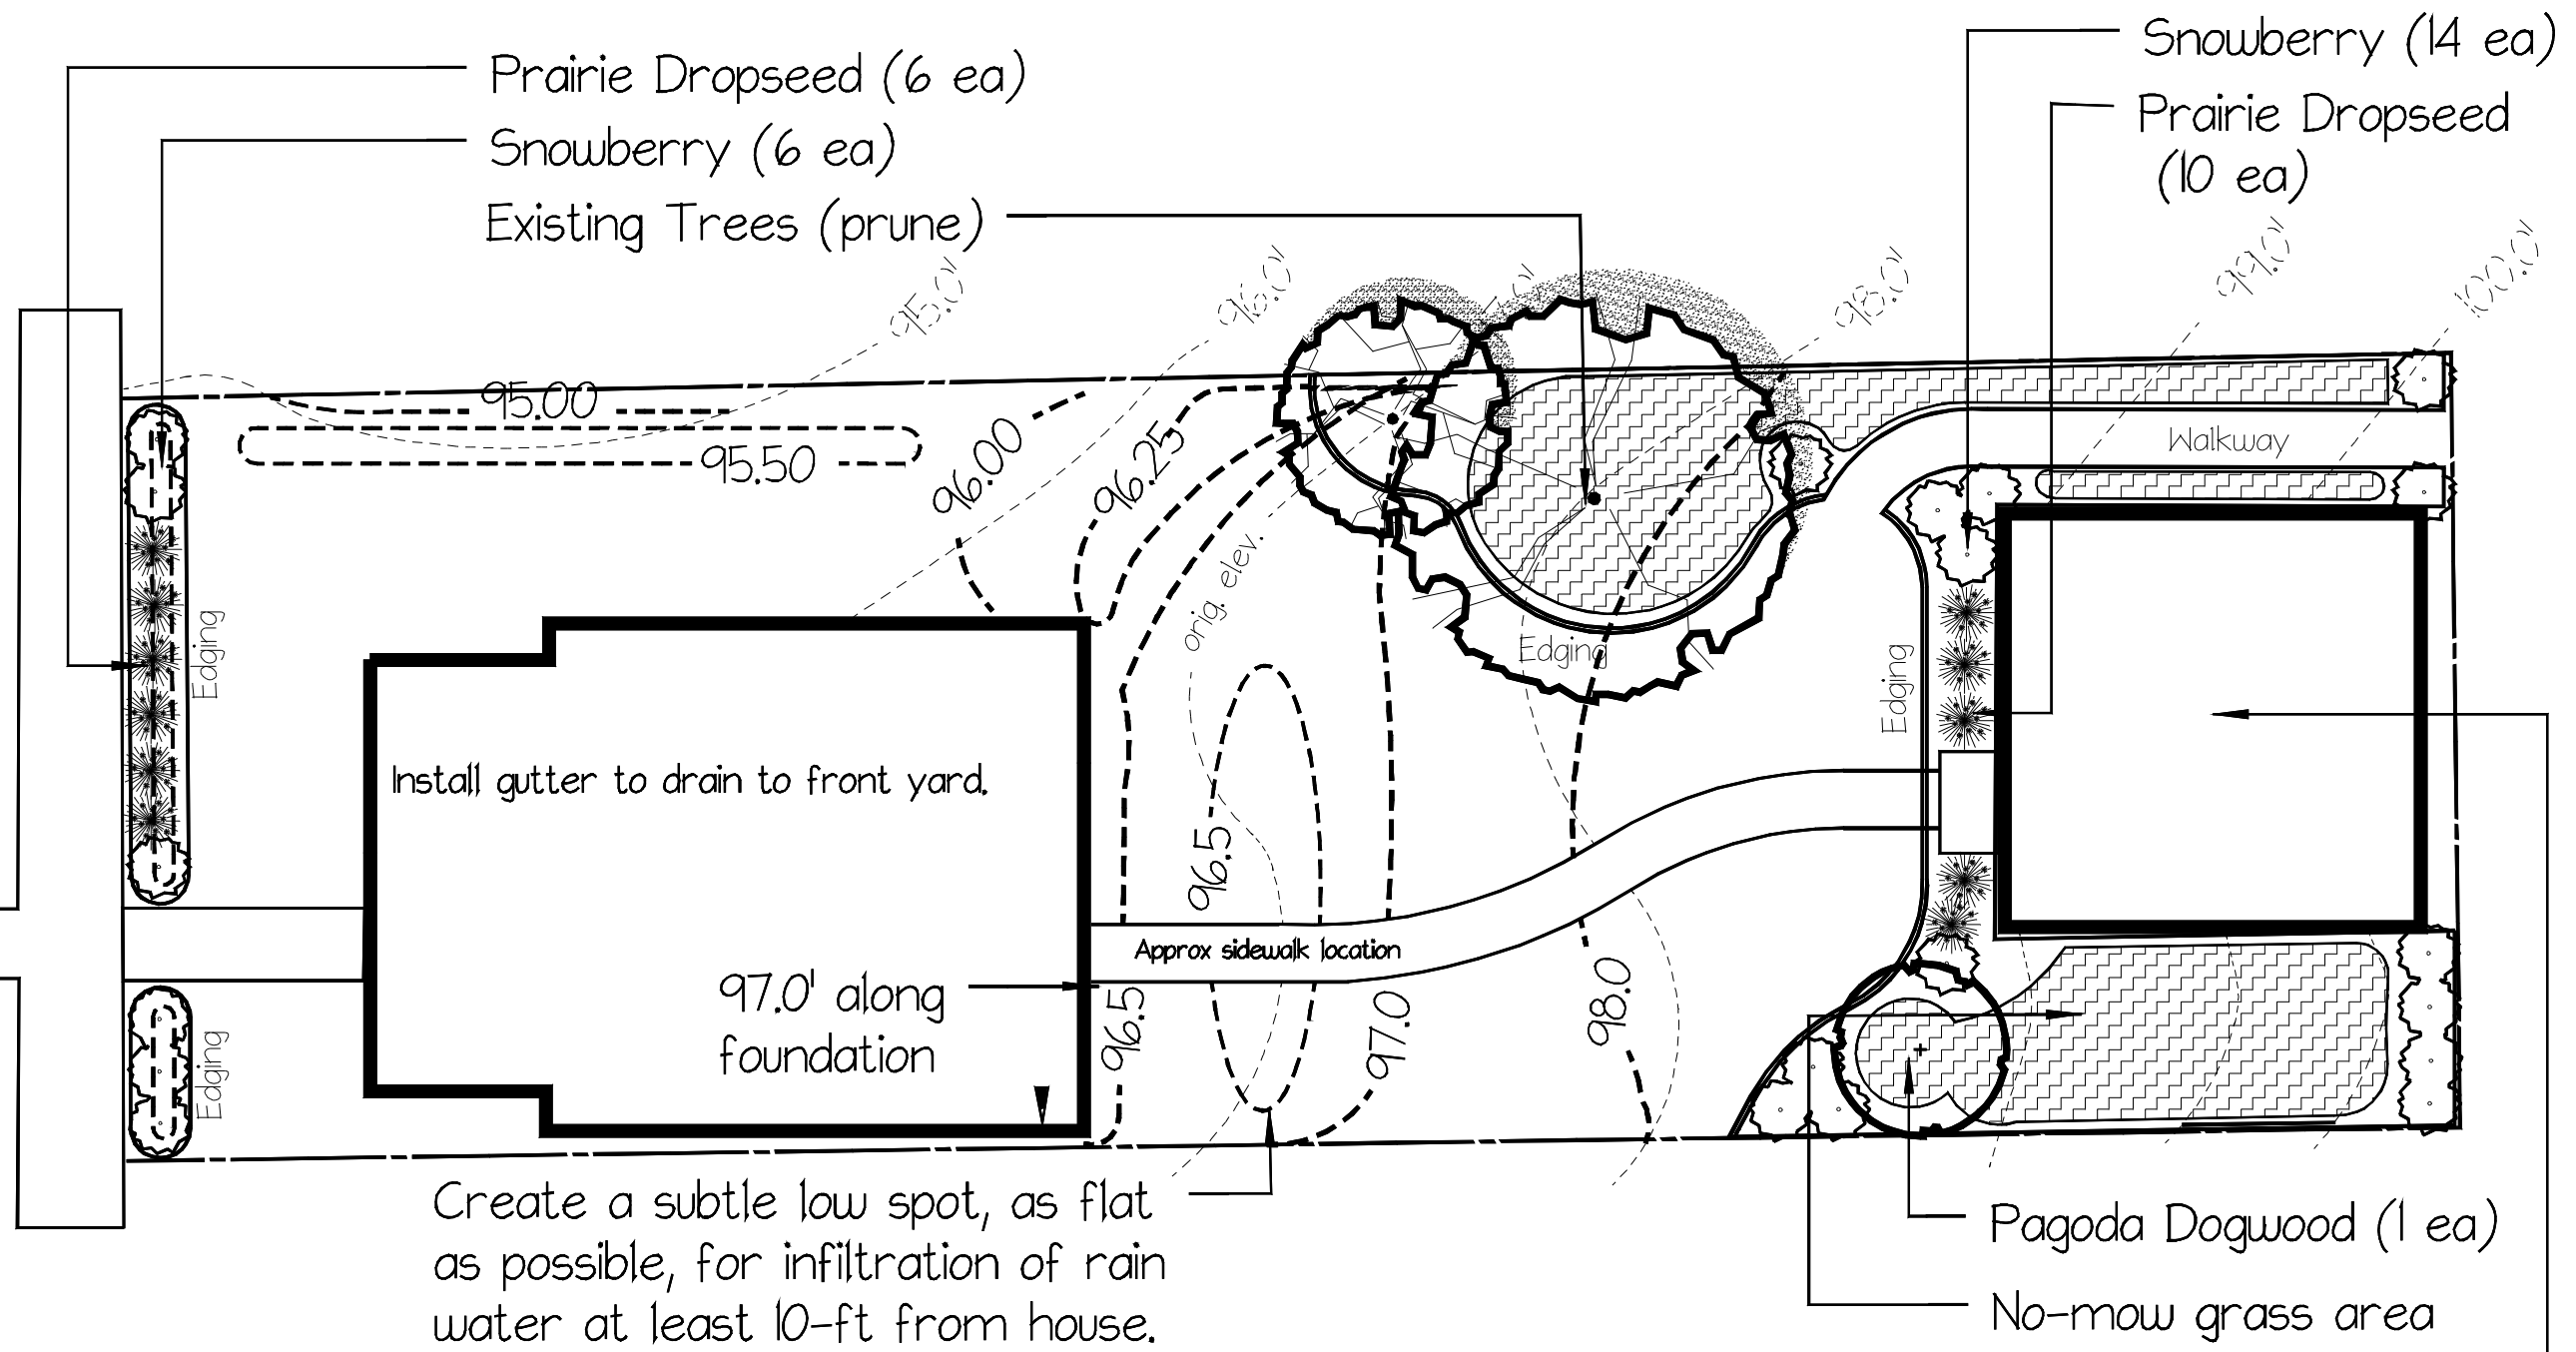 Snowberry (14 ea)
Prairie Dropseed (6 ea)
Prairie Dropseed
(10 ea)
Snowberry (6 ea)
Existing Trees (prune)
95.0'
96.0'
0'
98.0'
99.0'
100.0'
95.00
95.50
96.00
96.25
Walkway
orig. elev.
Edging
Edging
Edging
Install gutter to drain to front yard.
96.5
Approx sidewalk location
97.0' along
foundation
96.5
97.0
98.0
Edging
Create a subtle low spot, as flat
as possible, for infiltration of rain
water at least 10-ft from house.
Pagoda Dogwood (1 ea)
No-mow grass area